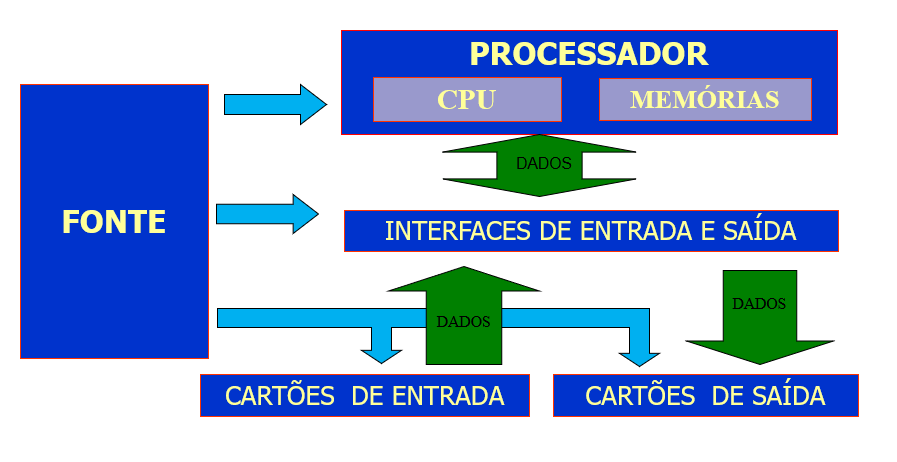 PROCESSADOR
CPU
MEMÓRIAS
DADOS
FONTE
INTERFACES DE ENTRADA E SAÍDA
DADOS
DADOS
CARTÕES DE ENTRADA
CARTÕES DE SAÍDA